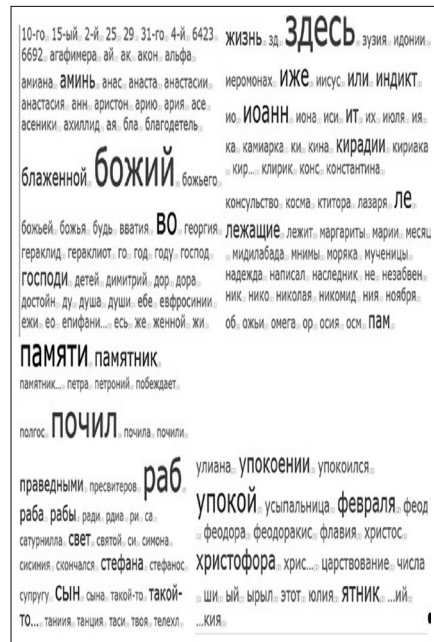 10-го 15-ый 2-й 25 29 31-го 4-й 6423
6692 агафимера ай ак акон альфа
амиана аминь анас анаста анастасии
анастасия анн аристон арию ария асе
асеники ахиллид ая бла благодетель
блаженной божий божьего
божьей божья будь вватия во георгия
гераклид гераклиот го год году господ
господи детей димитрий дор дора
достойн ду душа души ебе евфросинии
ежи ео епифани... есь же женной жи
памяти памятник
памятник... петра петроний побеждает
полгос почил почила почили
праведными пресвитеров раб
раба рабы ради рдиа ри са
сатурнилла свет святой си симона
сисиния скончался стефана стефанос
супругу сын сына такой-то такой-
то... таниия танция таси твоя телехл
жизнь зд здесь зузия идонии
иеромонах иже иисус или индикт
ио иоанн иона иси ит их июля ия
ка камиарка ки кина кирадии кириака
кир... клирик конс константина
консульство косма ктитора лазаря ле
лежащие лежит маргариты марии месяц
мидилабада мнимы моряка мученицы
надежда написал наследник не незабвен
ник нико николая никомид ния ноября
об ожьи омега ор осия осм пам
улиана упокоении упокоился
упокой усыпальница февраля феод
феодора феодоракис флавия христос
христофора хрис... царствование числа
ши ый ырыл этот юлия ятник ...ий
...кия